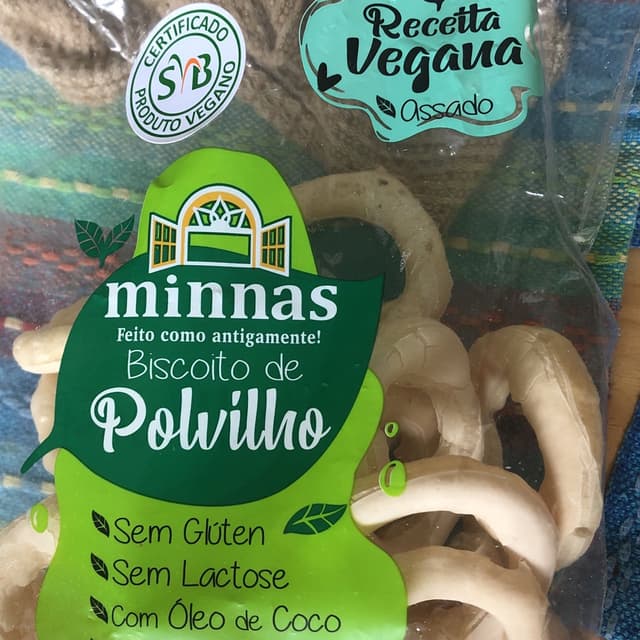 CERTIFICADO
SVB
PRODUTO VEGANO
Receita
Vegana
Assado
minnas
Feito como antigamente!
Biscoito de
Polvilho
Sem Glúten
Sem Lactose
Com Óleo de Coco